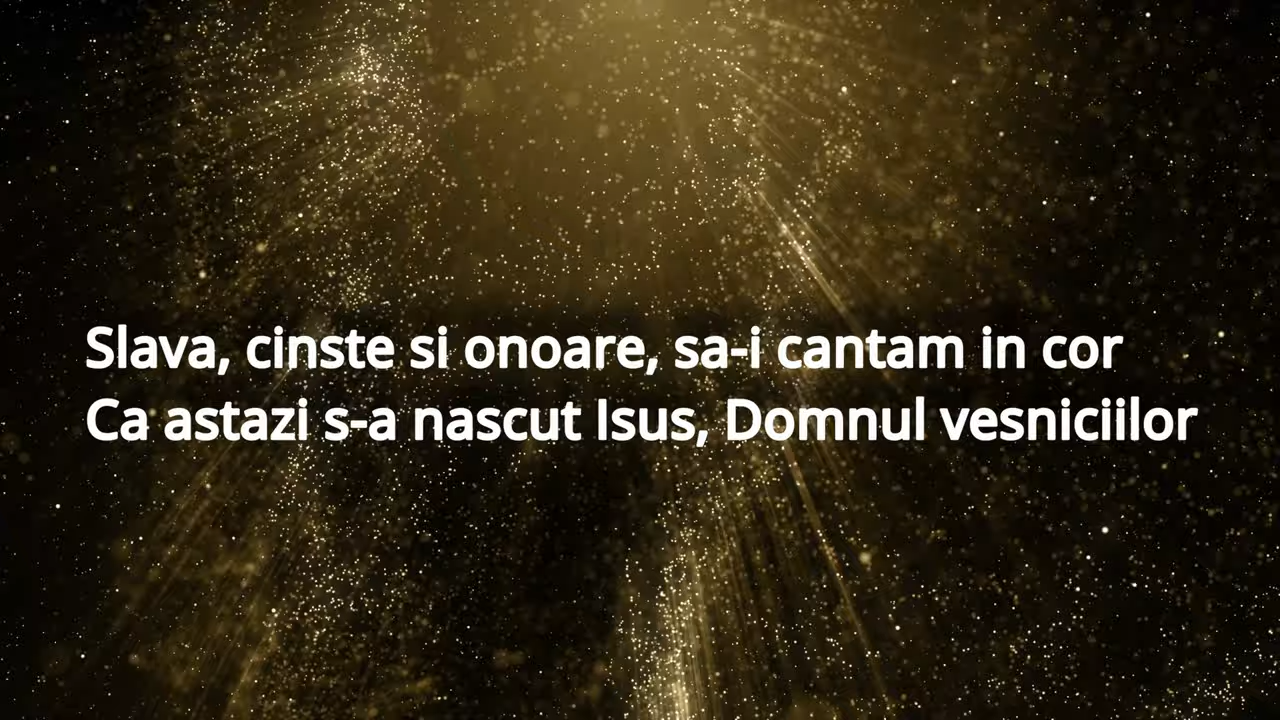 Slava, cinste si onoare, sa-i cantam in cor
Ca astazi s-a nascut Isus, Domnul vesniciilor